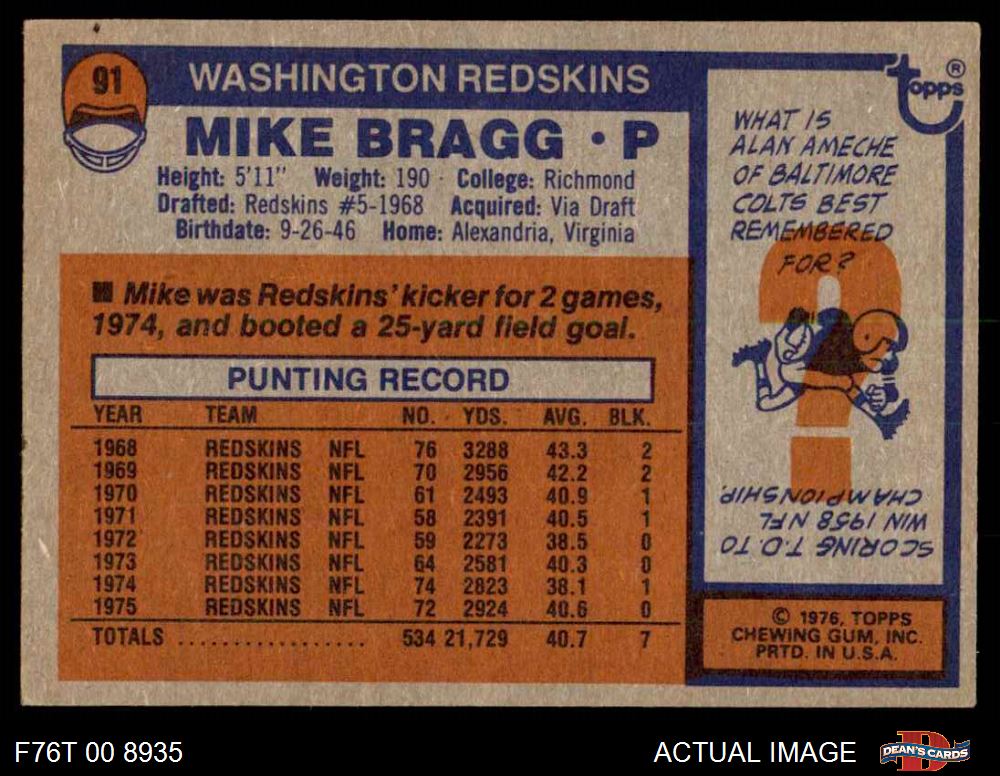 91
WASHINGTON REDSKINS
MIKE BRAGG • P
Height: 5'11" Weight: 190 College: Richmond
Drafted: Redskins #5-1968 Acquired: Via Draft
Birthdate: 9-26-46 Home: Alexandria, Virginia
■ Mike was Redskins' kicker for 2 games,
1974, and booted a 25-yard field goal.
PUNTING RECORD
YEAR TEAM NO. YDS. AVG. BLK.
1968 REDSKINS NFL 76 3288 43.3 2
1969 REDSKINS NFL 70 2956 42.2 2
1970 REDSKINS NFL 61 2493 40.9 1
1971 REDSKINS NFL 58 2391 40.5 1
1972 REDSKINS NFL 59 2273 38.5 0
1973 REDSKINS NFL 64 2581 40.3 0
1974 REDSKINS NFL 74 2823 38.1 1
1975 REDSKINS NFL 72 2924 40.6 0
TOTALS .................. 534 21,729 40.7 7
Topps ®
WHAT IS
ALAN AMECHE
OF BALTIMORE
COLTS BEST
REMEMBERED
FOR?
?
SCORING T.D. TO
WIN 1958 NFL
CHAMPIONSHIP.
© 1976, TOPPS
CHEWING GUM, INC.
PRTD. IN U.S.A.
F76T 00 8935
ACTUAL IMAGE
D
DEAN'S CARDS